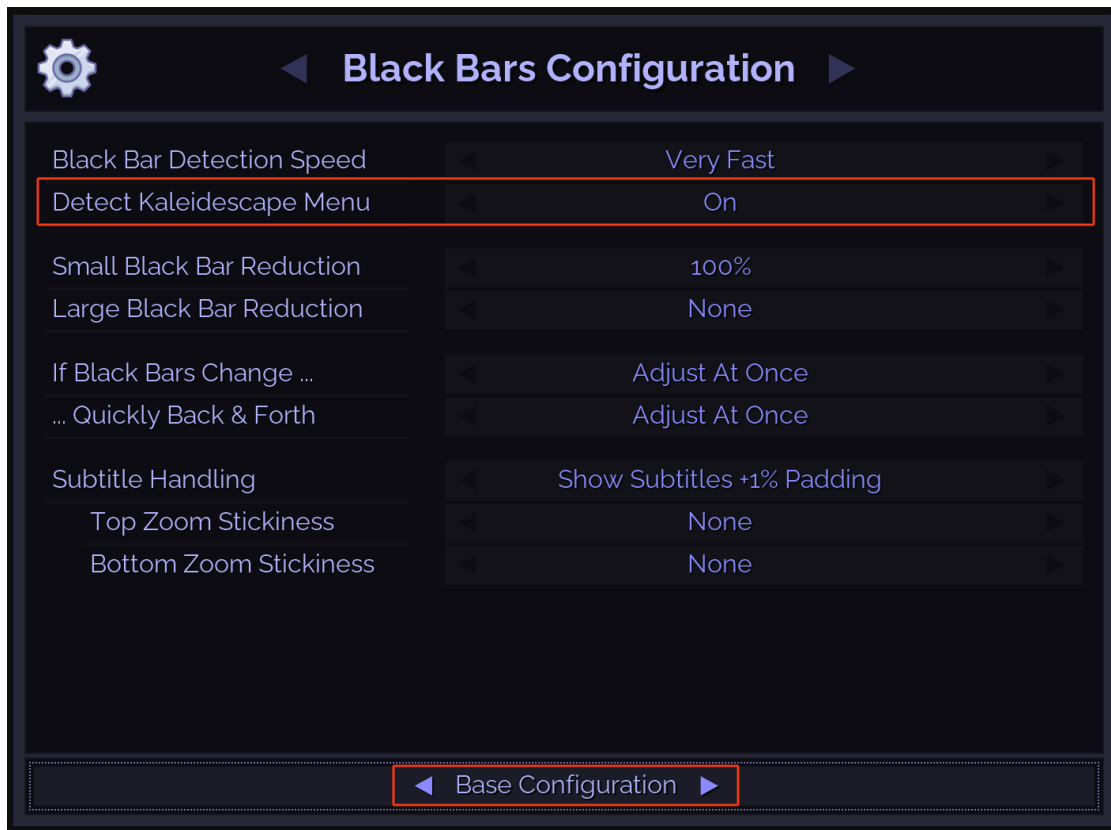 Black Bars Configuration
Black Bar Detection Speed Very Fast
Detect Kaleidescape Menu On
Small Black Bar Reduction 100%
Large Black Bar Reduction None
If Black Bars Change ... Adjust At Once
... Quickly Back & Forth Adjust At Once
Subtitle Handling Show Subtitles +1% Padding
Top Zoom Stickiness None
Bottom Zoom Stickiness None
Base Configuration